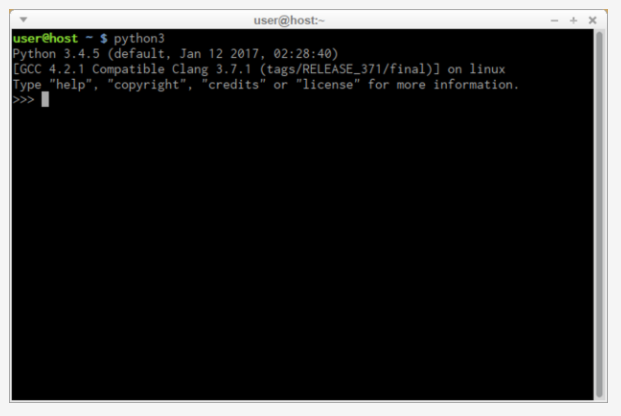 user@host:~
user@host ~ $ python3
Python 3.4.5 (default, Jan 12 2017, 02:28:40)
[GCC 4.2.1 Compatible Clang 3.7.1 (tags/RELEASE_371/final)] on linux
Type "help", "copyright", "credits" or "license" for more information.
>>>